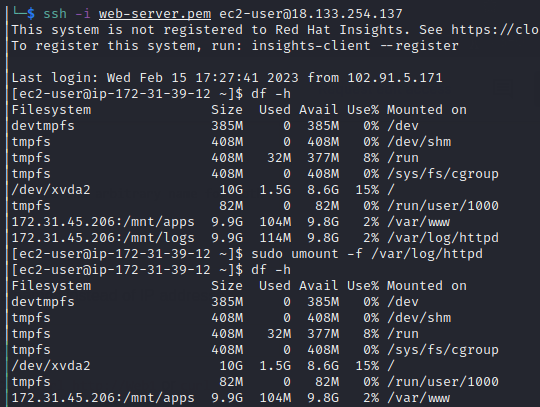 └─$ ssh -i web-server.pem ec2-user@18.133.254.137
This system is not registered to Red Hat Insights. See https://clo
To register this system, run: insights-client --register
Last login: Wed Feb 15 17:27:41 2023 from 102.91.5.171
[ec2-user@ip-172-31-39-12 ~]$ df -h
Filesystem                 Size  Used Avail Use% Mounted on
devtmpfs                   385M     0  385M   0% /dev
tmpfs                      408M     0  408M   0% /dev/shm
tmpfs                      408M   32M  377M   8% /run
tmpfs                      408M     0  408M   0% /sys/fs/cgroup
/dev/xvda2                  10G  1.5G  8.6G  15% /
tmpfs                       82M     0   82M   0% /run/user/1000
172.31.45.206:/mnt/apps    9.9G  104M  9.8G   2% /var/www
172.31.45.206:/mnt/logs    9.9G  114M  9.8G   2% /var/log/httpd
[ec2-user@ip-172-31-39-12 ~]$ sudo umount -f /var/log/httpd
[ec2-user@ip-172-31-39-12 ~]$ df -h
Filesystem                 Size  Used Avail Use% Mounted on
devtmpfs                   385M     0  385M   0% /dev
tmpfs                      408M     0  408M   0% /dev/shm
tmpfs                      408M   32M  377M   8% /run
tmpfs                      408M     0  408M   0% /sys/fs/cgroup
/dev/xvda2                  10G  1.5G  8.6G  15% /
tmpfs                       82M     0   82M   0% /run/user/1000
172.31.45.206:/mnt/apps    9.9G  104M  9.8G   2% /var/www